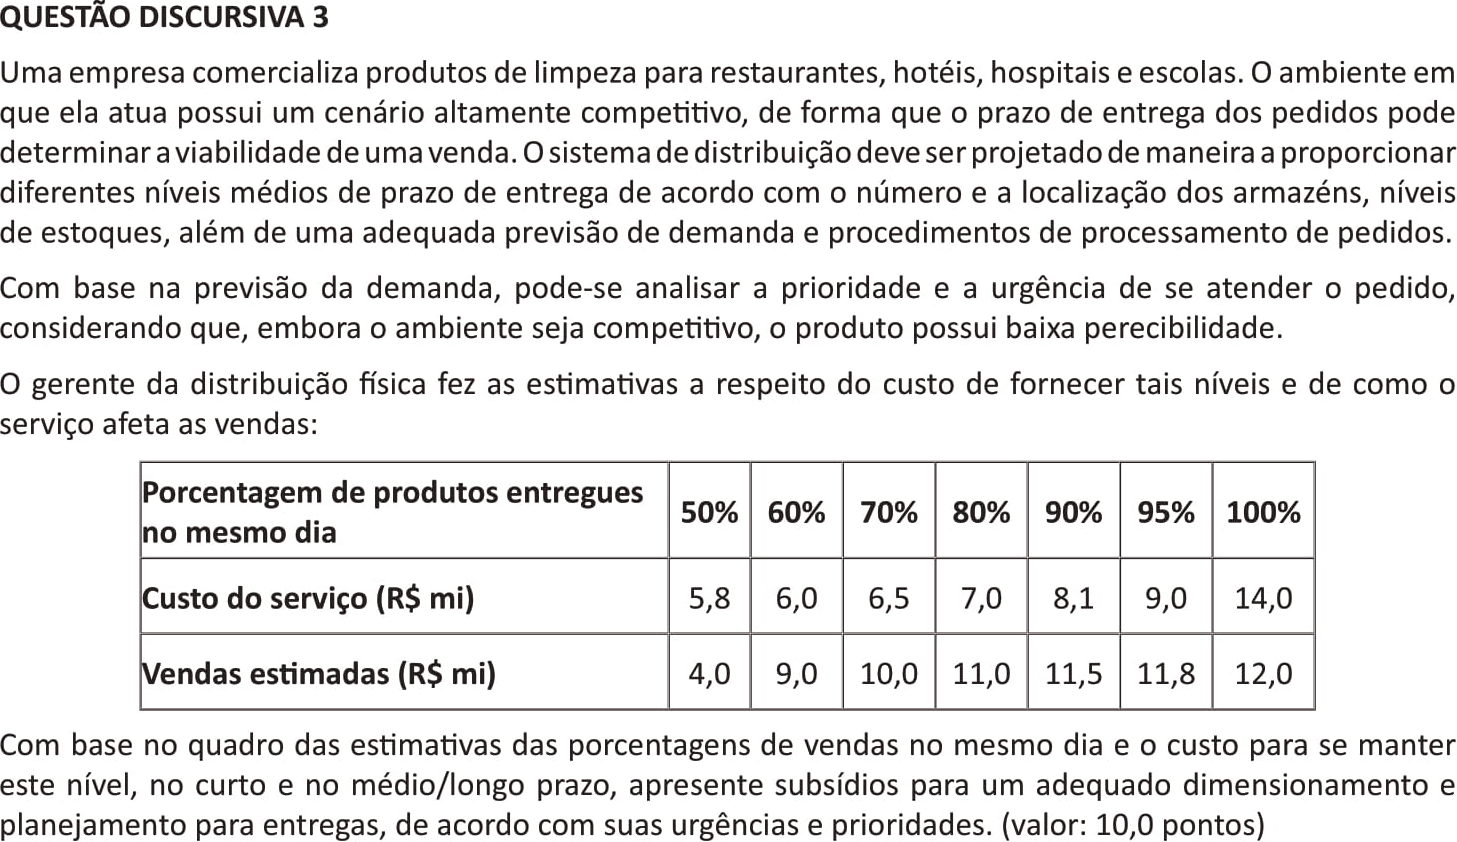 QUESTÃO DISCURSIVA 3
Uma empresa comercializa produtos de limpeza para restaurantes, hotéis, hospitais e escolas. O ambiente em
que ela atua possui um cenário altamente competitivo, de forma que o prazo de entrega dos pedidos pode
determinar a viabilidade de uma venda. O sistema de distribuição deve ser projetado de maneira a proporcionar
diferentes níveis médios de prazo de entrega de acordo com o número e a localização dos armazéns, níveis
de estoques, além de uma adequada previsão de demanda e procedimentos de processamento de pedidos.
Com base na previsão da demanda, pode-se analisar a prioridade e a urgência de se atender o pedido,
considerando que, embora o ambiente seja competitivo, o produto possui baixa perecibilidade.
O gerente da distribuição física fez as estimativas a respeito do custo de fornecer tais níveis e de como o
serviço afeta as vendas:
Porcentagem de produtos entregues
no mesmo dia 50% 60% 70% 80% 90% 95% 100%
Custo do serviço (R$ mi) 5,8 6,0 6,5 7,0 8,1 9,0 14,0
Vendas estimadas (R$ mi) 4,0 9,0 10,0 11,0 11,5 11,8 12,0
Com base no quadro das estimativas das porcentagens de vendas no mesmo dia e o custo para se manter
este nível, no curto e no médio/longo prazo, apresente subsídios para um adequado dimensionamento e
planejamento para entregas, de acordo com suas urgências e prioridades. (valor: 10,0 pontos)